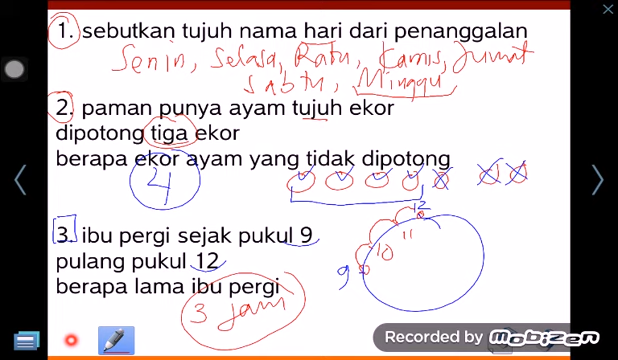 1. sebutkan tujuh nama hari dari penanggalan
Senin, Selasa, Rabu, Kamis, Jumat
Sabtu, Minggu
2. paman punya ayam tujuh ekor
dipotong tiga ekor
berapa ekor ayam yang tidak dipotong
4
3. ibu pergi sejak pukul 9
pulang pukul 12
berapa lama ibu pergi
3 jam
12
11
10
9
Recorded by MOBIZEN